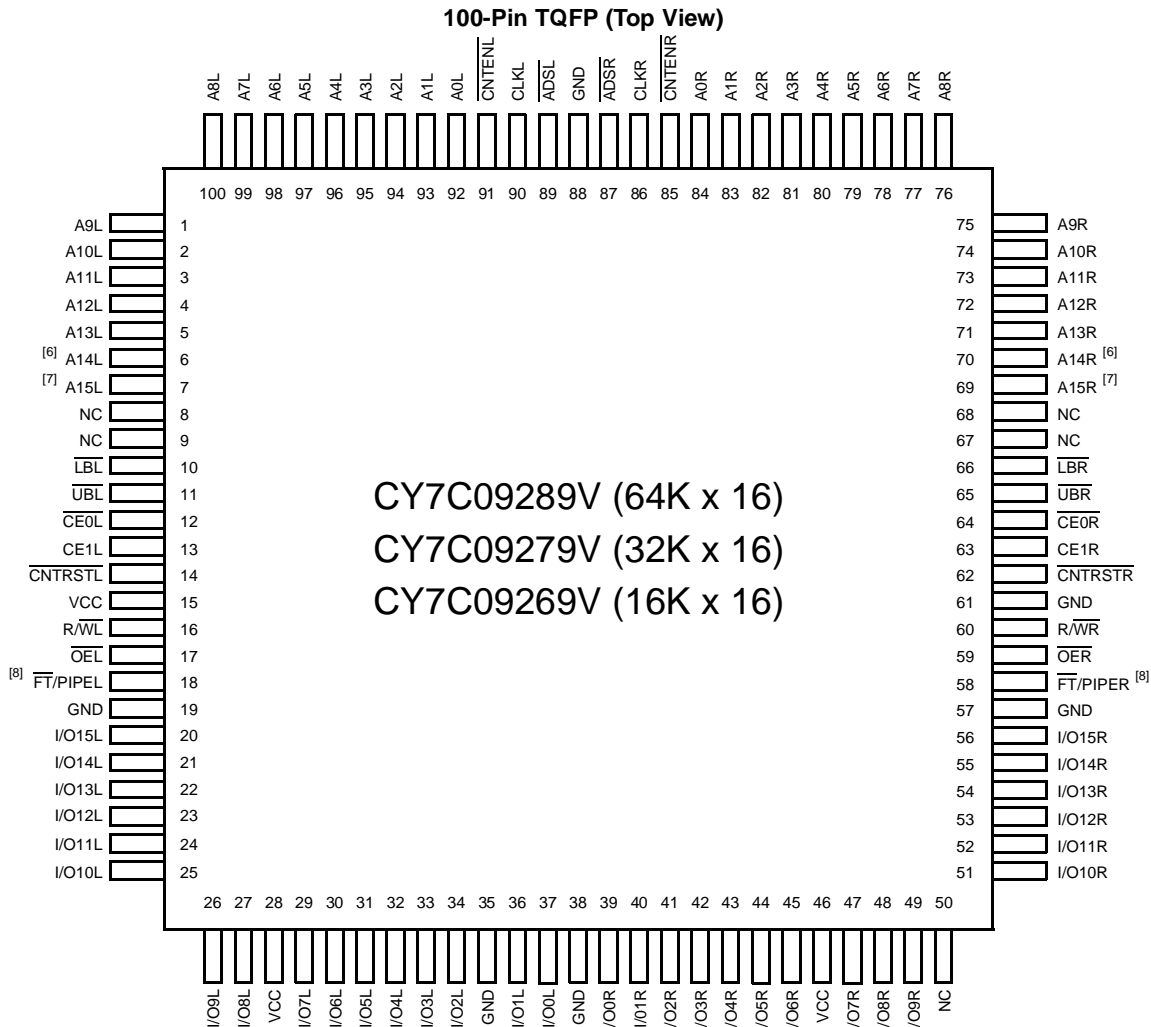 100-Pin TQFP (Top View)
A8L
A7L
A6L
A5L
A4L
A3L
A2L
A1L
A0L
CNTENL
CLKL
ADSL
GND
ADSR
CLKR
CNTENR
A0R
A1R
A2R
A3R
A4R
A5R
A6R
A7R
A8R
100 99 98 97 96 95 94 93 92 91 90 89 88 87 86 85 84 83 82 81 80 79 78 77 76
A9L 1 75 A9R
A10L 2 74 A10R
A11L 3 73 A11R
A12L 4 72 A12R
A13L 5 71 A13R
[6] A14L 6 70 A14R [6]
[7] A15L 7 69 A15R [7]
NC 8 68 NC
NC 9 67 NC
LBL 10 66 LBR
UBL 11 65 UBR
CE0L 12 64 CE0R
CE1L 13 63 CE1R
CNTRSTL 14 62 CNTRSTR
VCC 15 61 GND
R/WL 16 60 R/WR
OEL 17 59 OER
[8] FT/PIPEL 18 58 FT/PIPER [8]
GND 19 57 GND
I/O15L 20 56 I/O15R
I/O14L 21 55 I/O14R
I/O13L 22 54 I/O13R
I/O12L 23 53 I/O12R
I/O11L 24 52 I/O11R
I/O10L 25 51 I/O10R
CY7C09289V (64K x 16)
CY7C09279V (32K x 16)
CY7C09269V (16K x 16)
26 27 28 29 30 31 32 33 34 35 36 37 38 39 40 41 42 43 44 45 46 47 48 49 50
I/O9L
I/O8L
VCC
I/O7L
I/O6L
I/O5L
I/O4L
I/O3L
I/O2L
GND
I/O1L
I/O0L
GND
/O0R
I/01R
/O2R
/O3R
/O4R
/O5R
/O6R
VCC
/O7R
/O8R
/O9R
NC